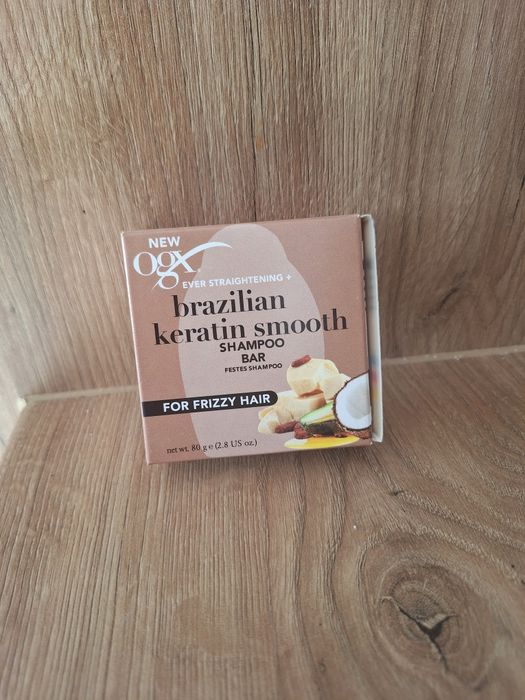 NEW
ogx
EVER STRAIGHTENING +
brazilian
keratin smooth
SHAMPOO
BAR
FESTES SHAMPOO
FOR FRIZZY HAIR
net wt. 80 g e (2.8 US oz.)